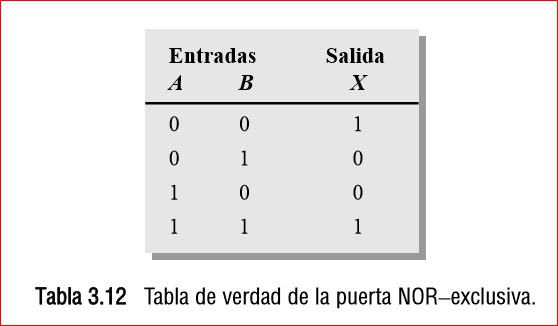 Entradas Salida
A B X
0 0 1
0 1 0
1 0 0
1 1 1
Tabla 3.12 Tabla de verdad de la puerta NOR–exclusiva.